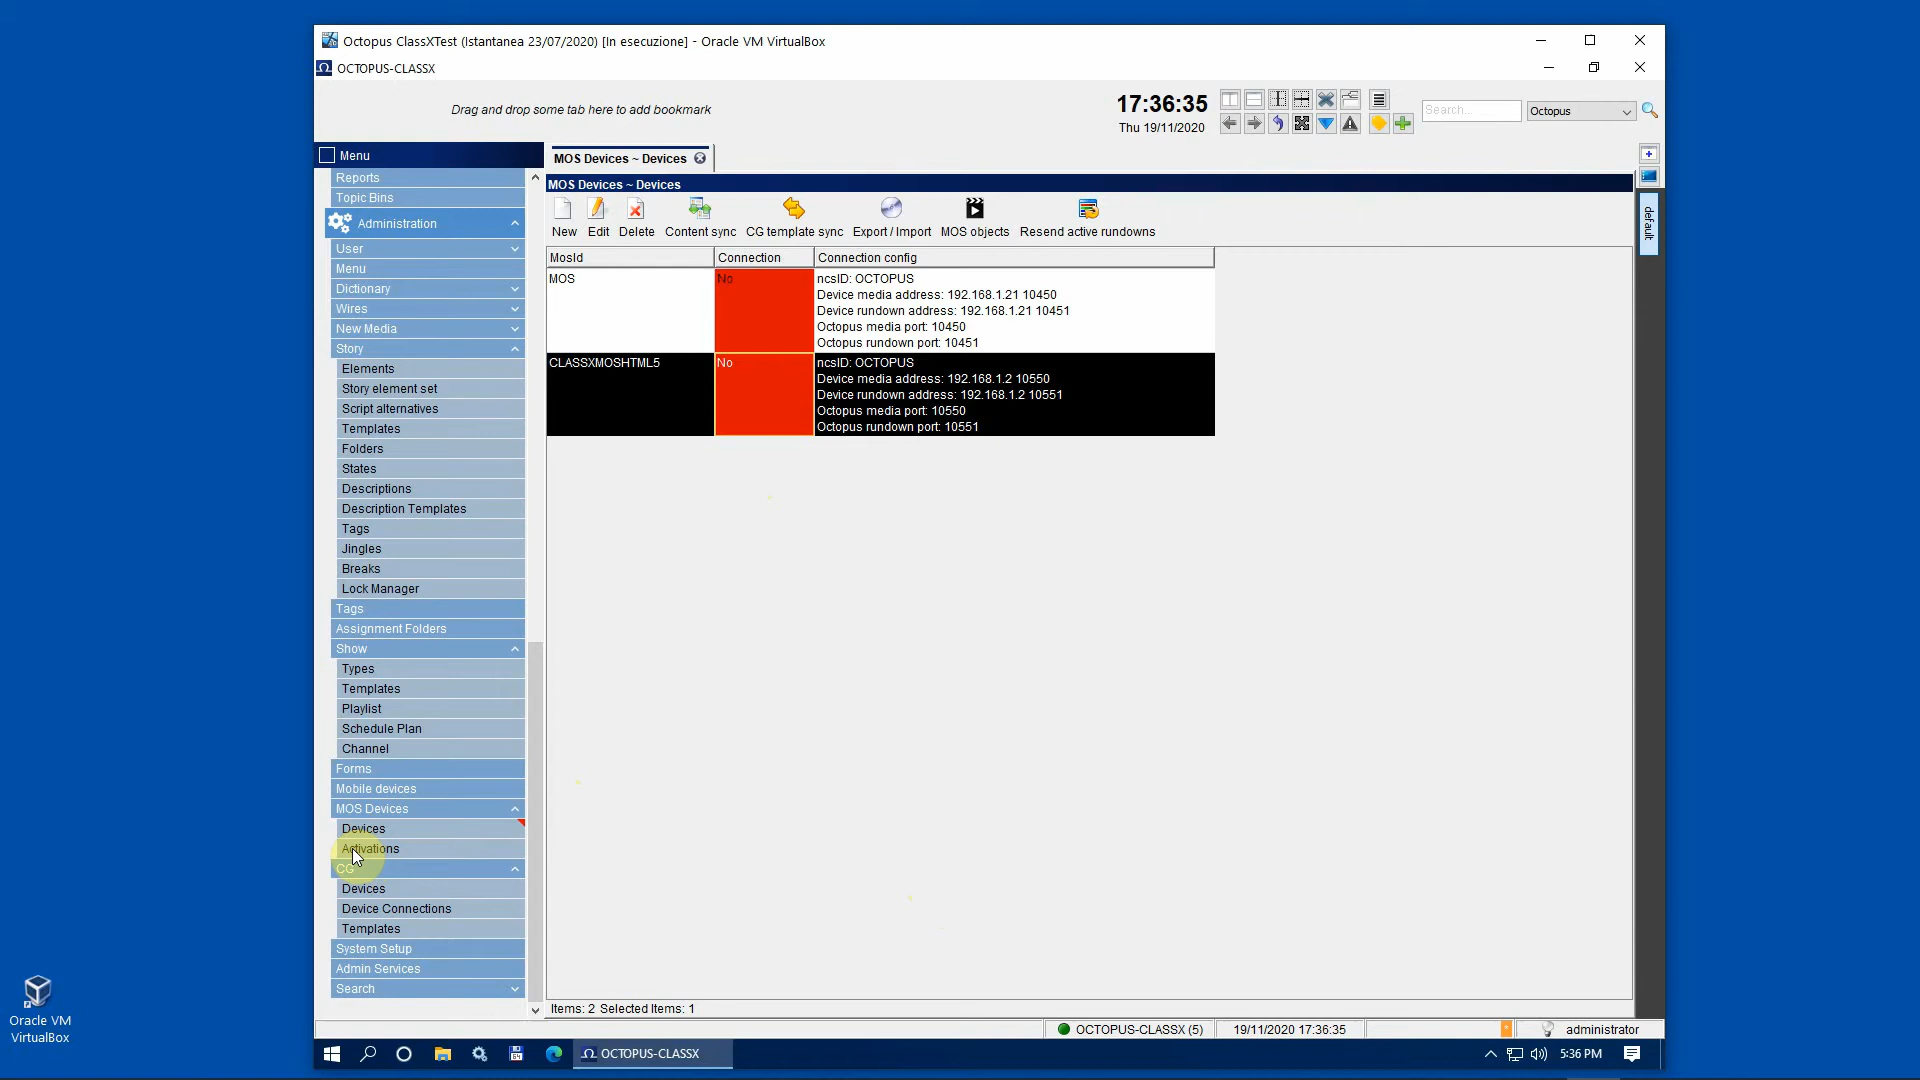 Octopus ClassXTest (Istantanea 23/07/2020) [In esecuzione] - Oracle VM VirtualBox
OCTOPUS-CLASSX
Drag and drop some tab here to add bookmark
17:36:35
Thu 19/11/2020
Search...
Octopus
Menu
MOS Devices ~ Devices
MOS Devices ~ Devices
default
New
Edit
Delete
Content sync
CG template sync
Export / Import
MOS objects
Resend active rundowns
MosId
Connection
Connection config
MOS
No
ncsID: OCTOPUS
Device media address: 192.168.1.21 10450
Device rundown address: 192.168.1.21 10451
Octopus media port: 10450
Octopus rundown port: 10451
CLASSXMOSHTML5
No
ncsID: OCTOPUS
Device media address: 192.168.1.2 10550
Device rundown address: 192.168.1.2 10551
Octopus media port: 10550
Octopus rundown port: 10551
Reports
Topic Bins
Administration
User
Menu
Dictionary
Wires
New Media
Story
Elements
Story element set
Script alternatives
Templates
Folders
States
Descriptions
Description Templates
Tags
Jingles
Breaks
Lock Manager
Tags
Assignment Folders
Show
Types
Templates
Playlist
Schedule Plan
Channel
Forms
Mobile devices
MOS Devices
Devices
Activations
CG
Devices
Device Connections
Templates
System Setup
Admin Services
Search
Items: 2 Selected Items: 1
OCTOPUS-CLASSX (5)
19/11/2020 17:36:35
administrator
OCTOPUS-CLASSX
5:36 PM
Oracle VM
VirtualBox